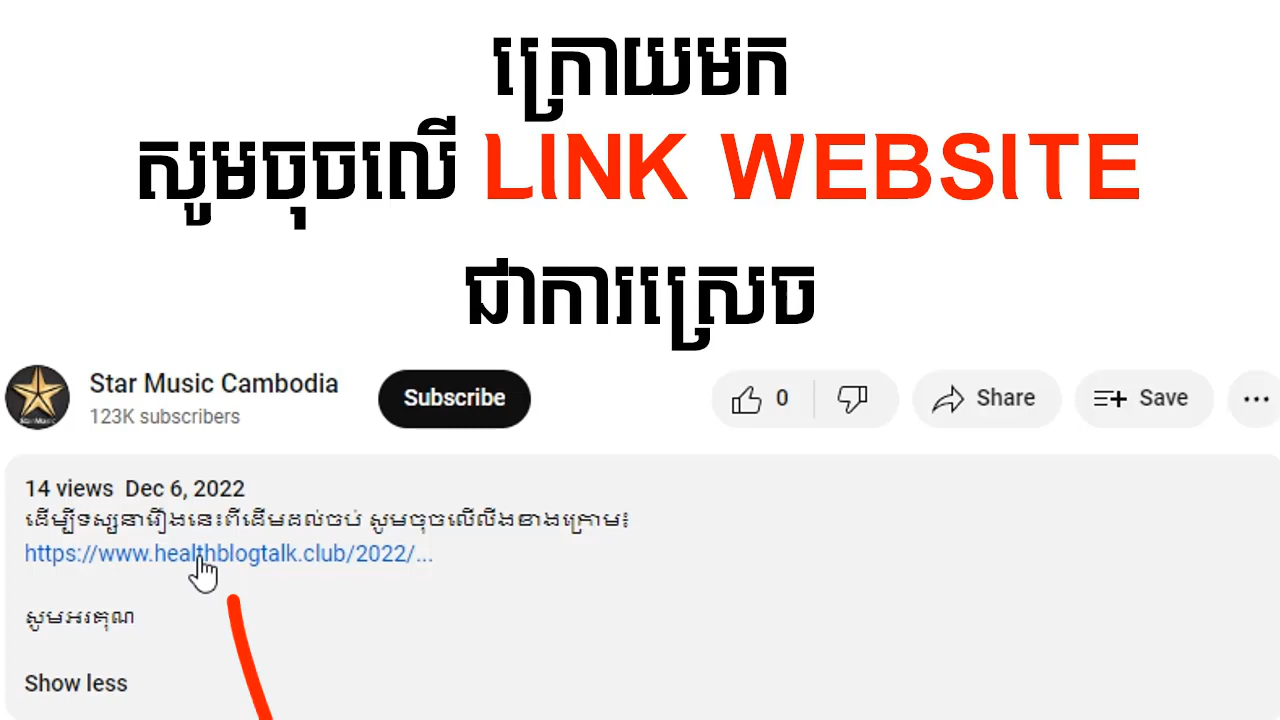 ក្រោយមក
សូមចុចលើ LINK WEBSITE
ជាការស្រេច
Star Music Cambodia
123K subscribers
Subscribe
0
Share
Save
14 views Dec 6, 2022
ដើម្បីទស្សនារឿងនេះពីដើមដល់ចប់ សូមចុចលើលីងខាងក្រោម៖
https://www.healthblogtalk.club/2022/...
សូមអរគុណ
Show less